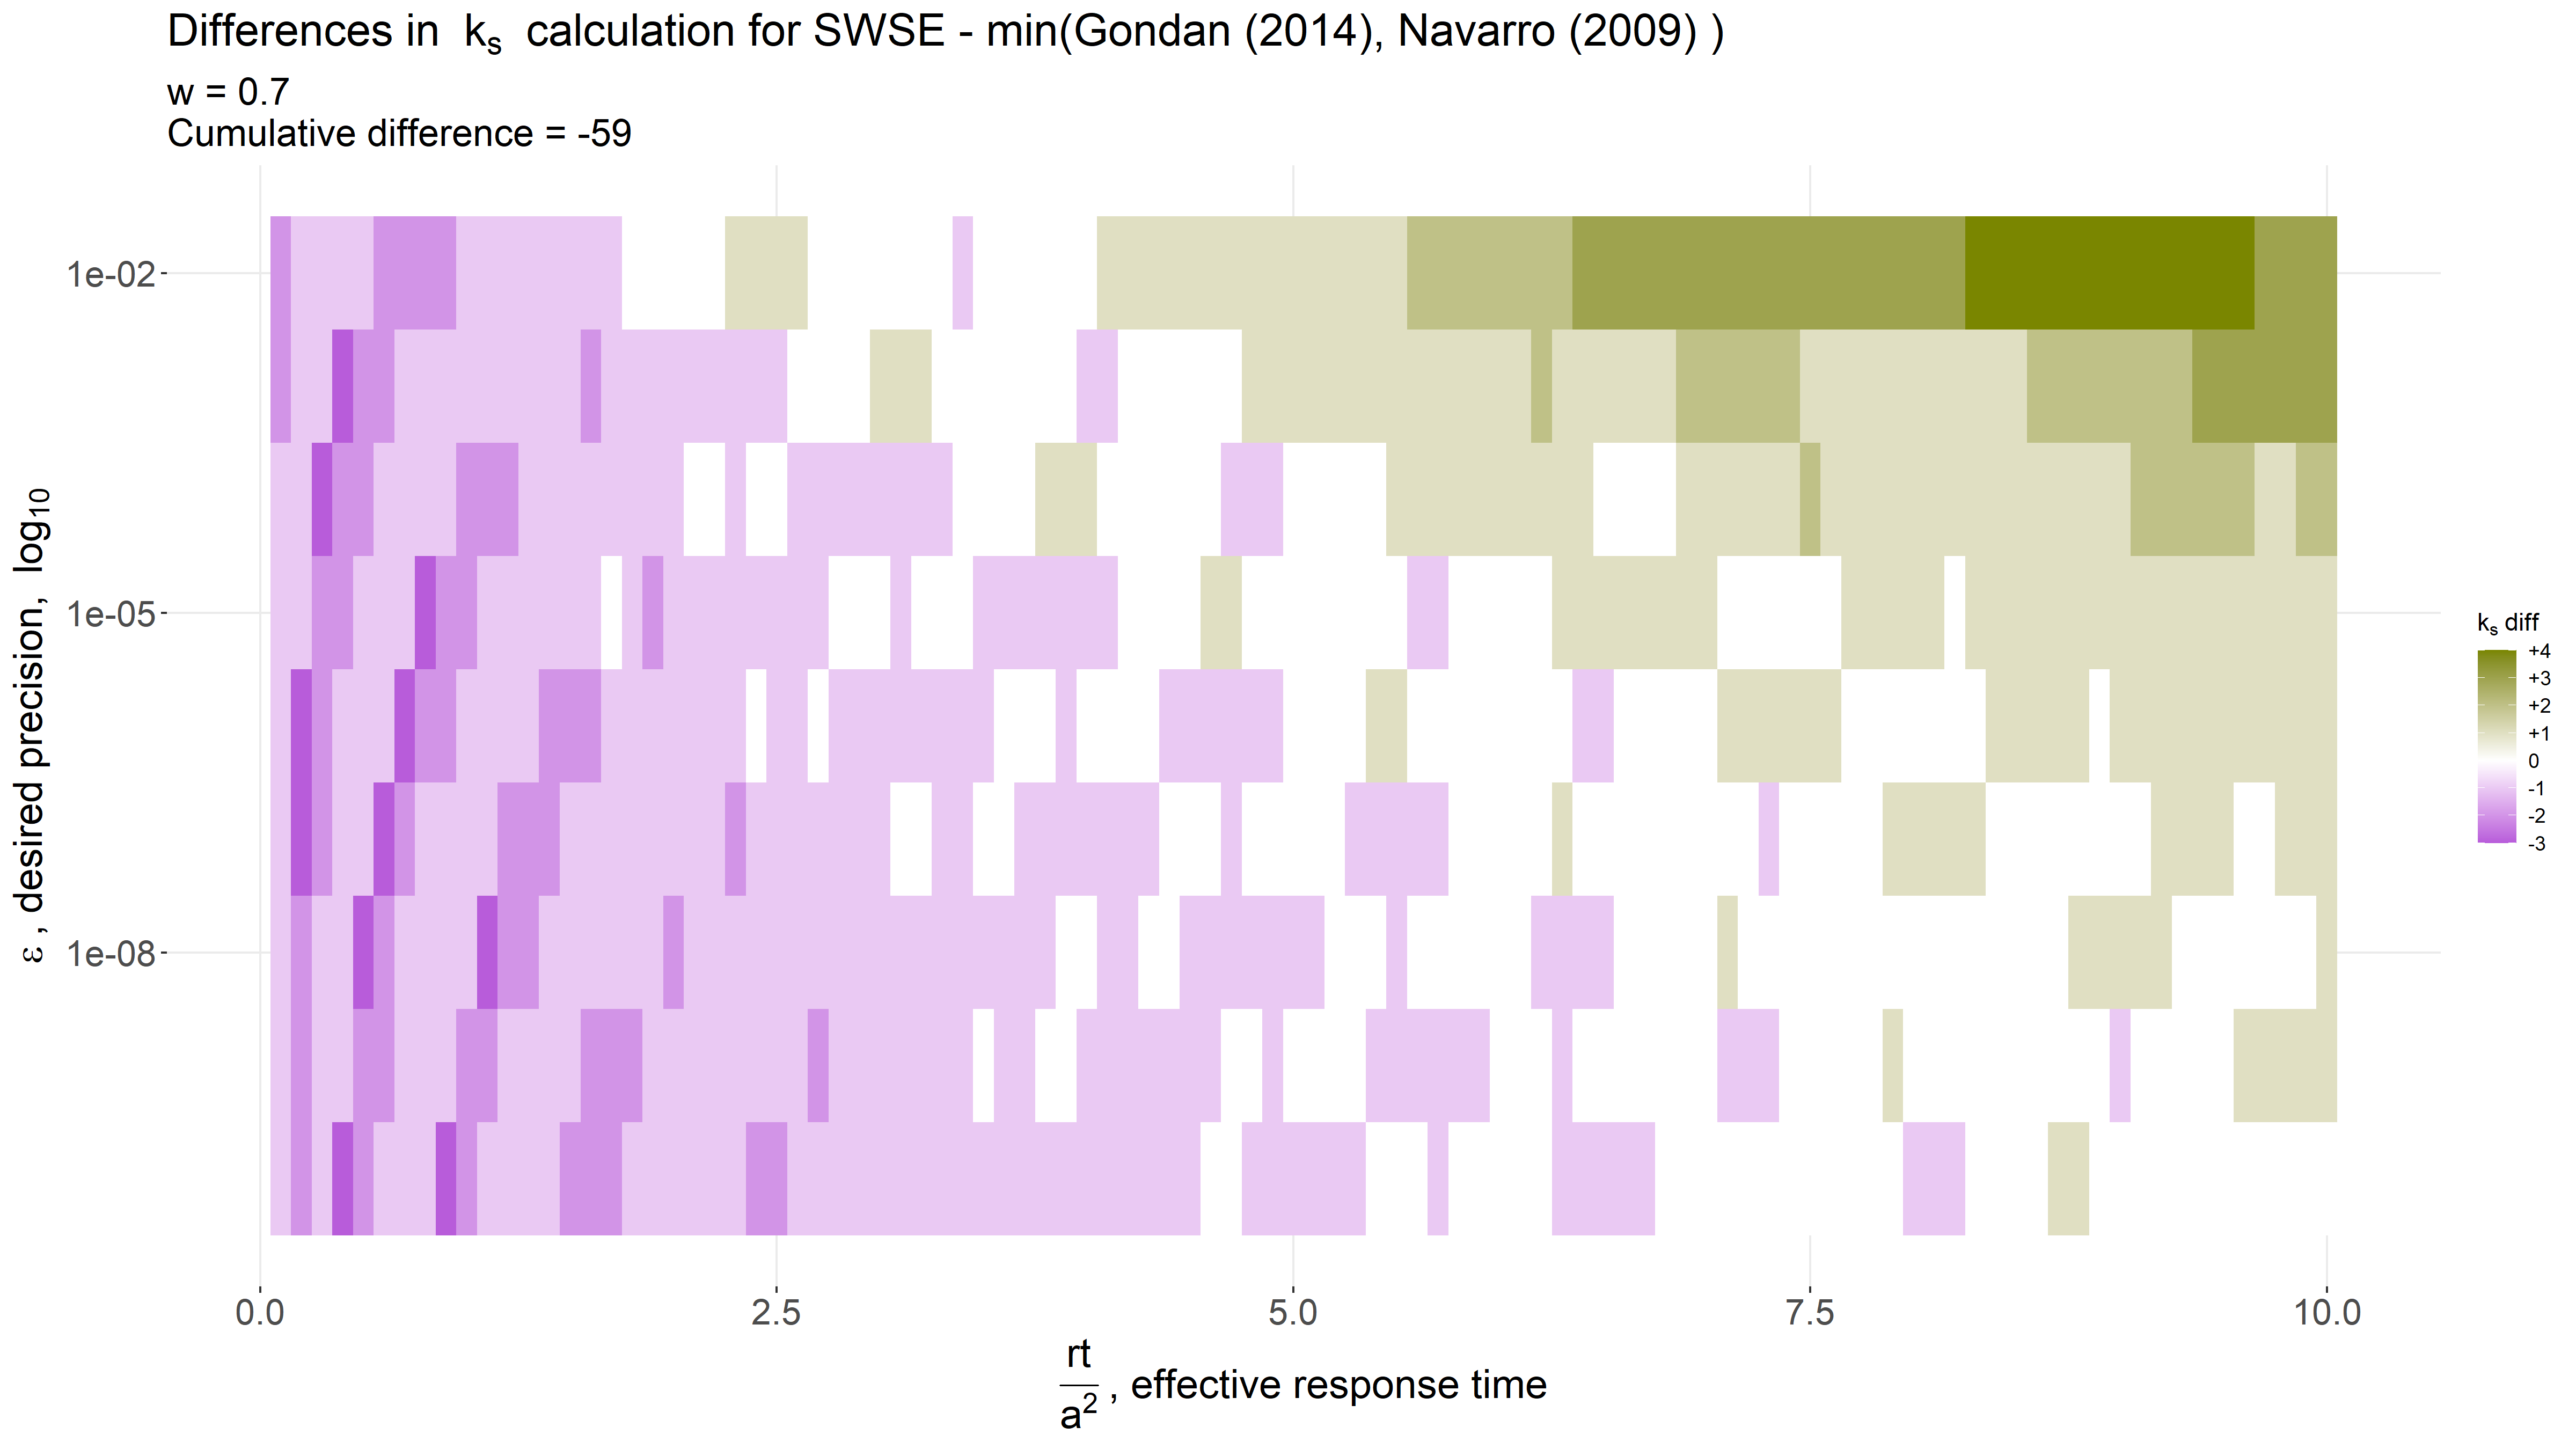 Differences in ks calculation for SWSE - min(Gondan (2014), Navarro (2009) )
w = 0.7
Cumulative difference = -59
ε , desired precision, log10
1e-02
1e-05
1e-08
0.0 2.5 5.0 7.5 10.0
rt
a2 , effective response time
ks diff
+4
+3
+2
+1
0
-1
-2
-3